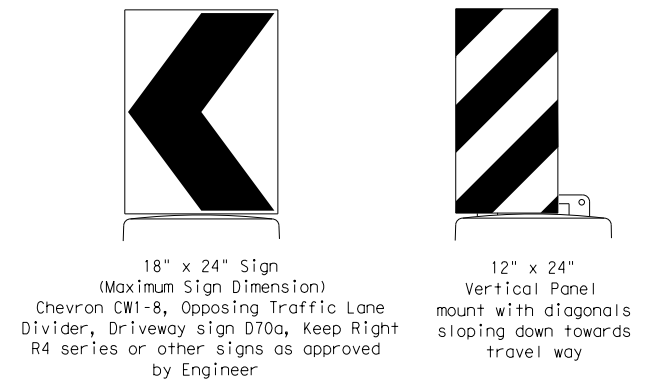 18" x 24" Sign
(Maximum Sign Dimension)
Chevron CW1-8, Opposing Traffic Lane
Divider, Driveway sign D70a, Keep Right
R4 series or other signs as approved
by Engineer
12" x 24"
Vertical Panel
mount with diagonals
sloping down towards
travel way